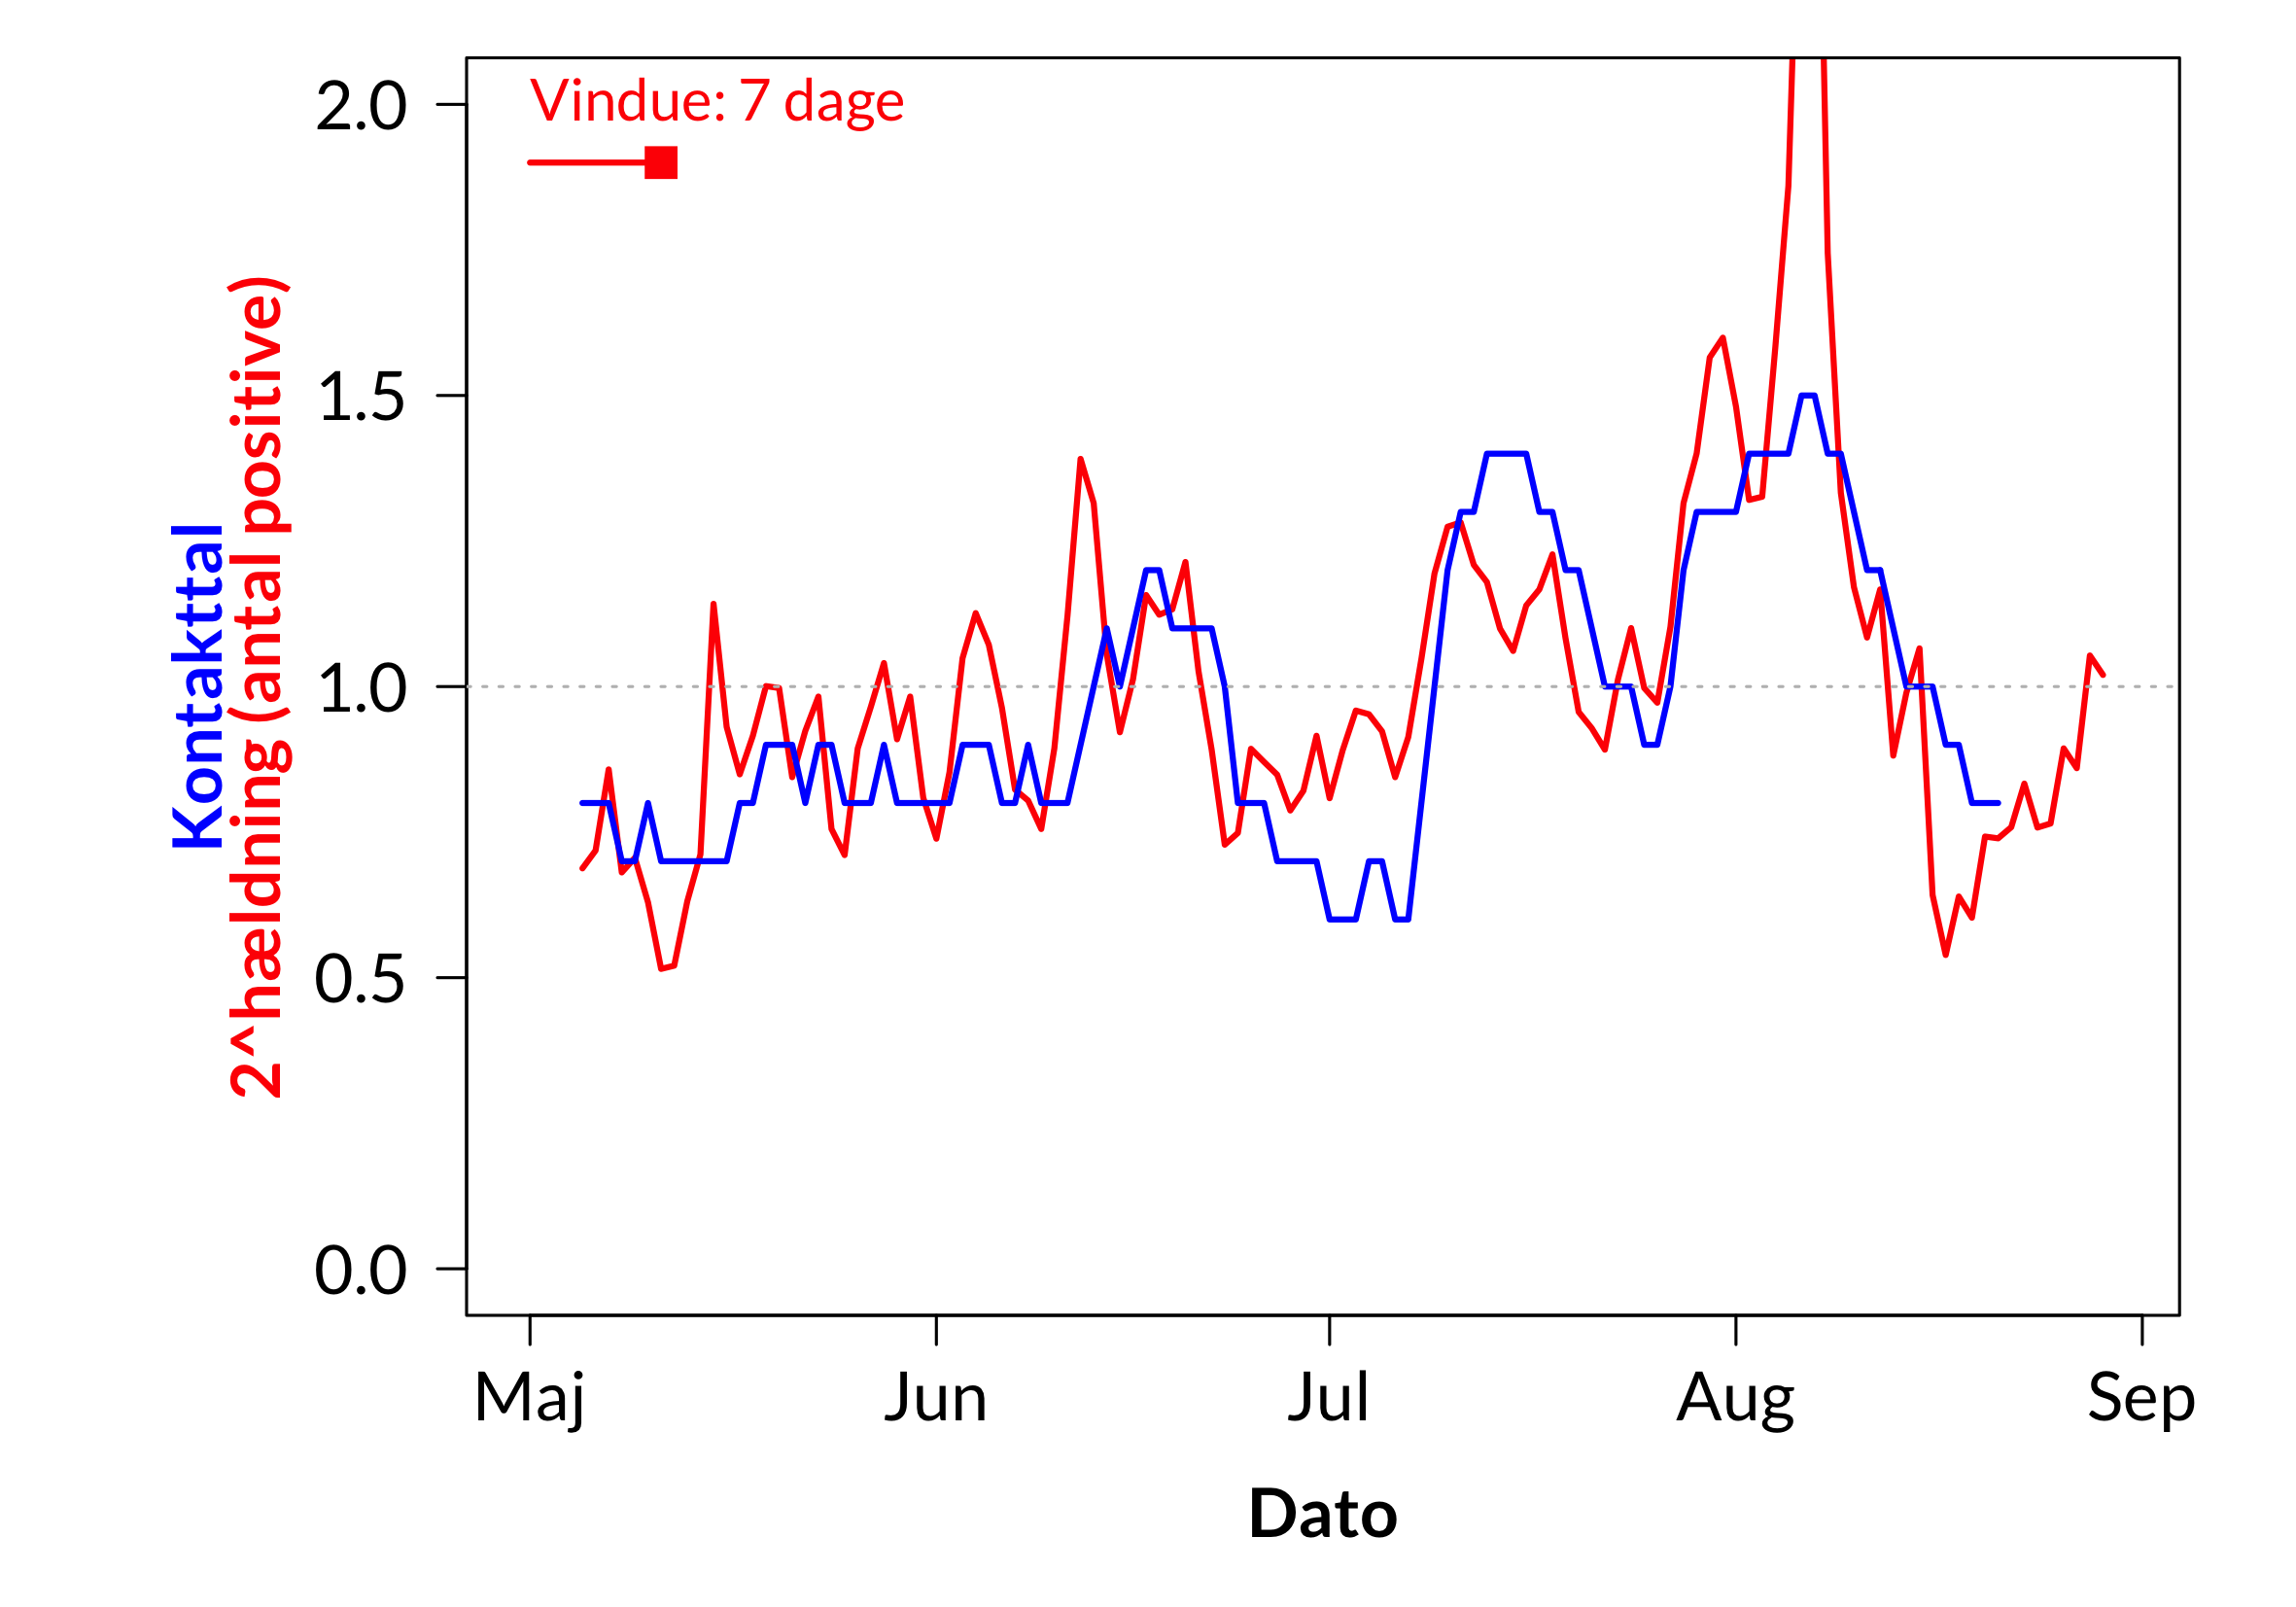 Vindue: 7 dage
Kontakttal
2^hældning (antal positive)
2.0
1.5
1.0
0.5
0.0
Maj
Jun
Jul
Aug
Sep
Dato